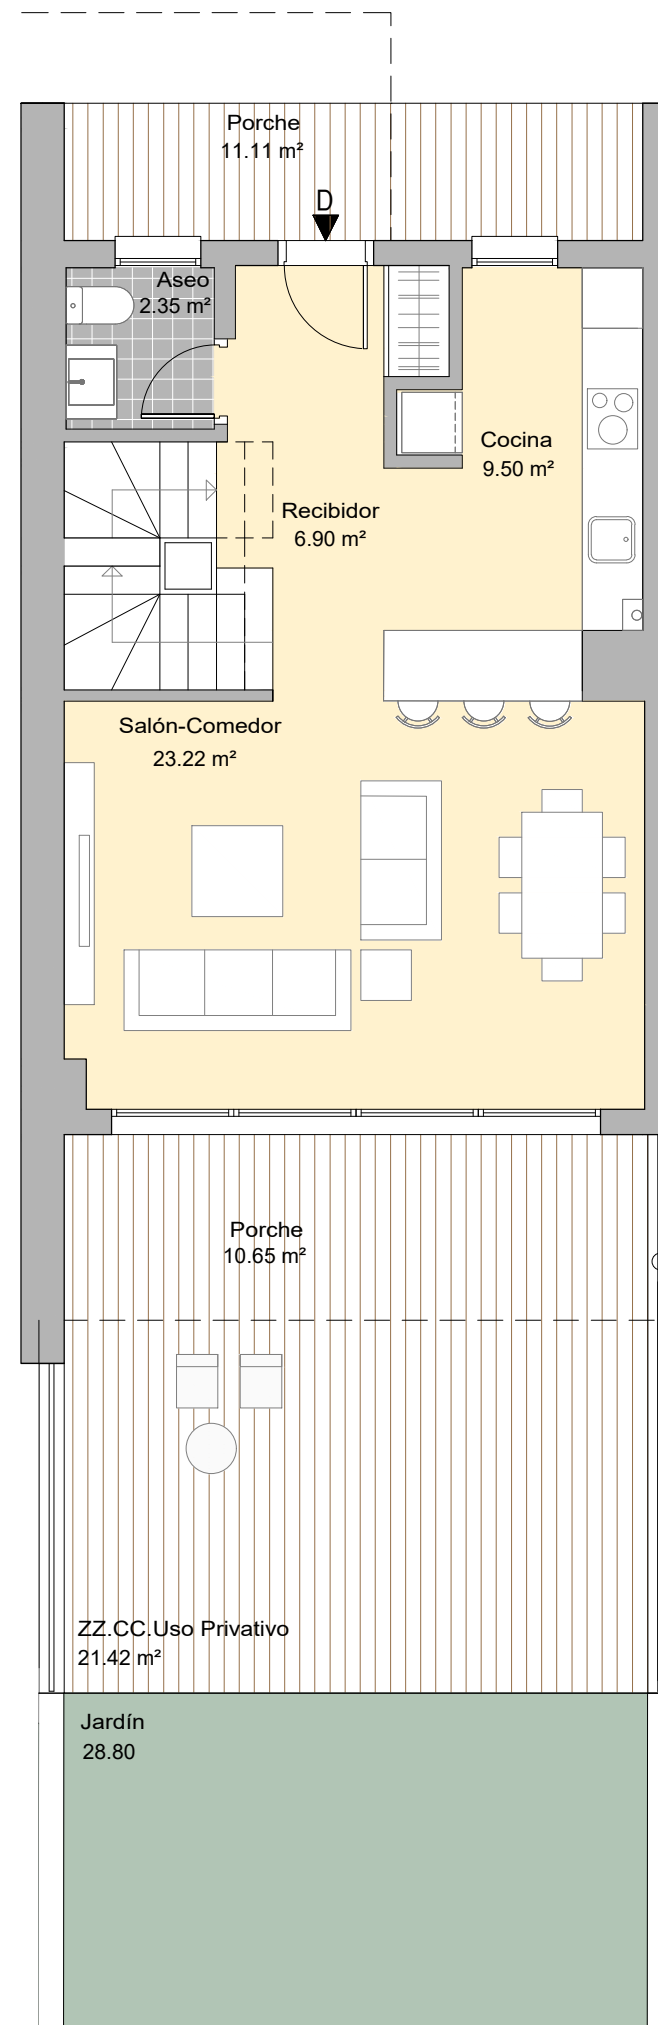 Porche
11.11 m²
D
Aseo
2.35 m²
Cocina
9.50 m²
Recibidor
6.90 m²
Salón-Comedor
23.22 m²
Porche
10.65 m²
ZZ.CC.Uso Privativo
21.42 m²
Jardín
28.80